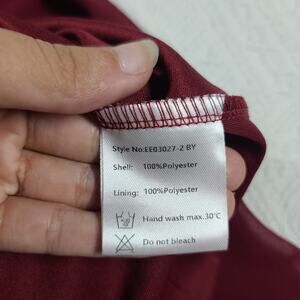 Style No:EE03027-2 BY
Shell: 100%Polyester
Lining: 100%Polyester
Hand wash max.30℃
Do not bleach